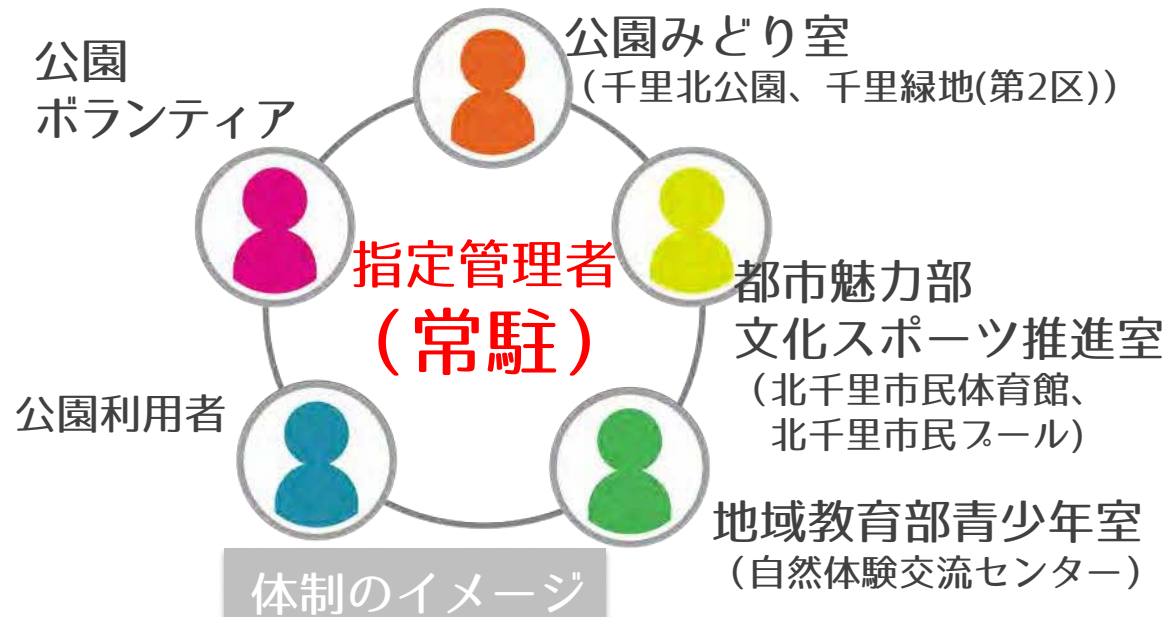 公園みどり室
（千里北公園、千里緑地(第2区)）
公園
ボランティア
指定管理者
（常駐）
都市魅力部
文化スポーツ推進室
（北千里市民体育館、
北千里市民プール)
公園利用者
地域教育部青少年室
（自然体験交流センター）
体制のイメージ